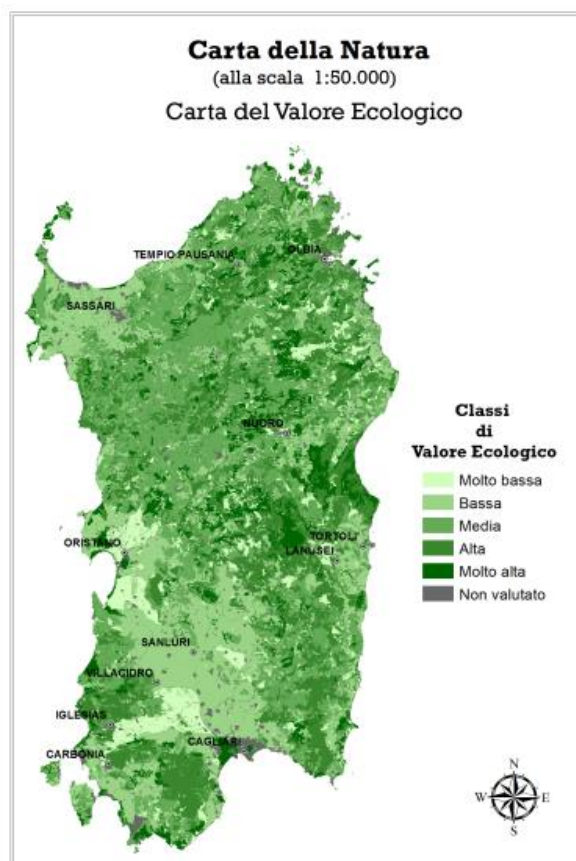 Carta della Natura
(alla scala 1:50.000)
Carta del Valore Ecologico
TEMPIO PAUSANIA
OLBIA
SASSARI
NUORO
ORISTANO
TORTOLI
LANUSEI
SANLURI
VILLACIDRO
IGLESIAS
CARBONIA
CAGLIARI
Classi
di
Valore Ecologico
Molto bassa
Bassa
Media
Alta
Molto alta
Non valutato
N
W
E
S